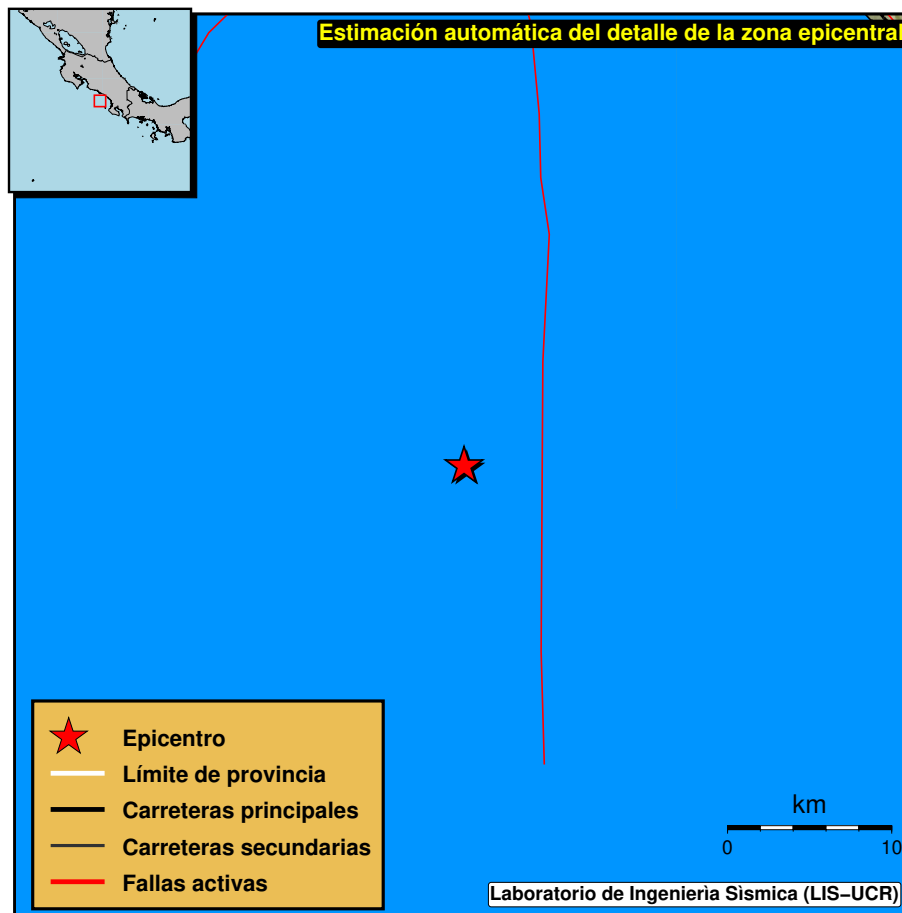 Estimación automática del detalle de la zona epicentral
Epicentro
Límite de provincia
Carreteras principales
Carreteras secundarias
Fallas activas
km
0 10
Laboratorio de Ingenierìa Sìsmica (LIS−UCR)